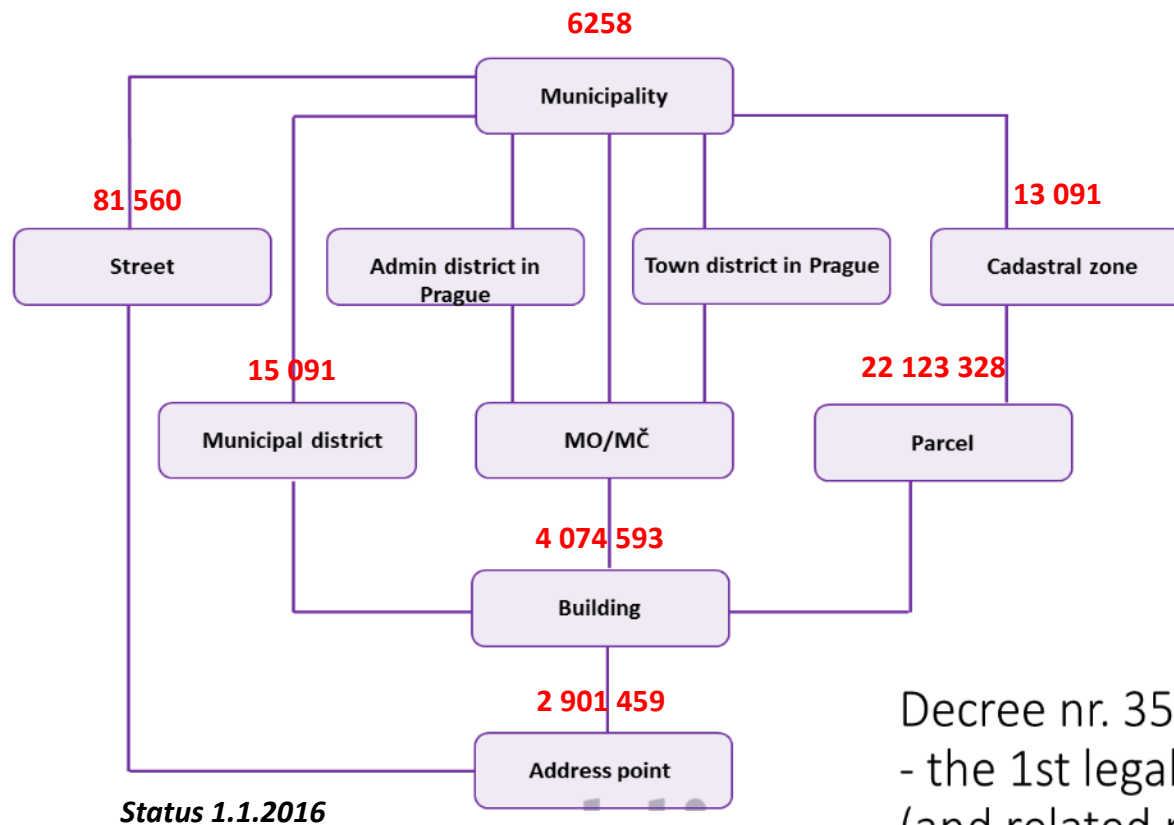 6258
Municipality
81 560
13 091
Street
Admin district in
Prague
Town district in Prague
Cadastral zone
15 091
22 123 328
Municipal district
MO/MČ
Parcel
4 074 593
Building
2 901 459
Address point
Status 1.1.2016
Decree nr. 35
- the 1st legal
(and related